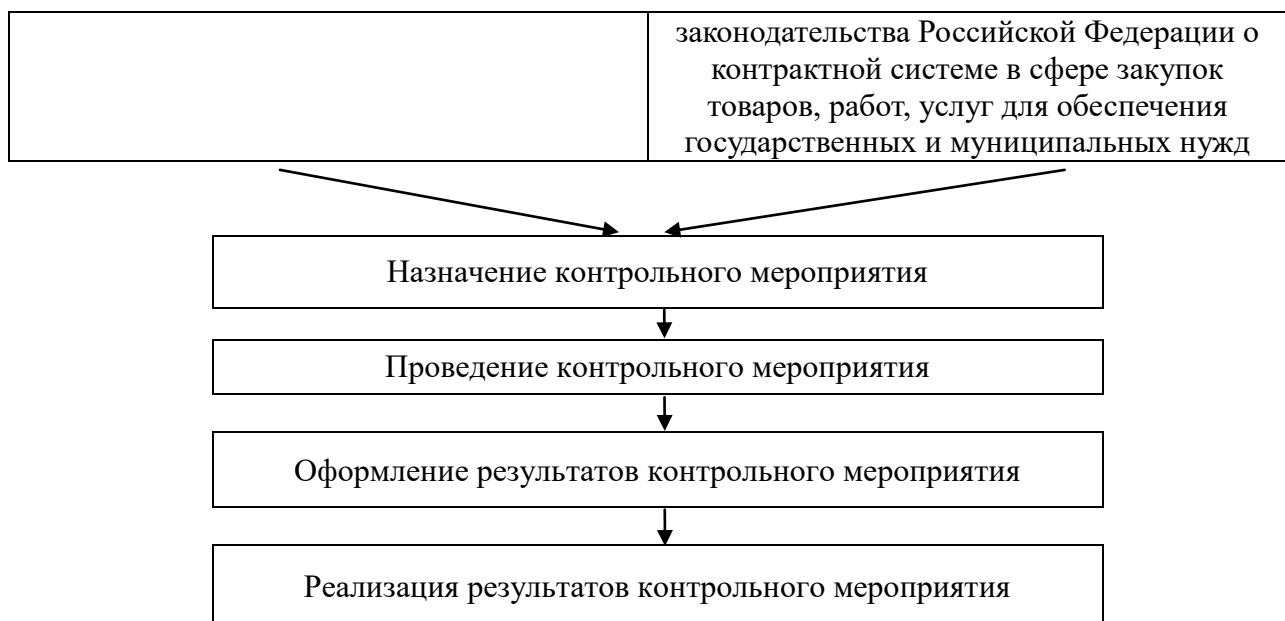 законодательства Российской Федерации о
контрактной системе в сфере закупок
товаров, работ, услуг для обеспечения
государственных и муниципальных нужд
Назначение контрольного мероприятия
Проведение контрольного мероприятия
Оформление результатов контрольного мероприятия
Реализация результатов контрольного мероприятия